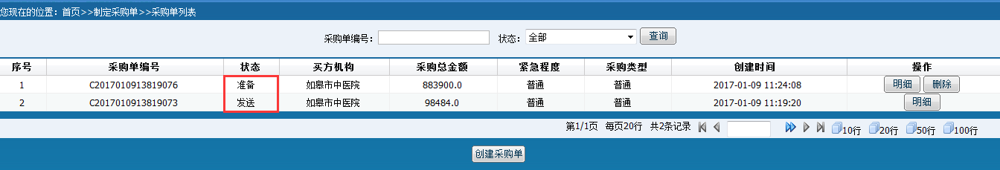 您现在的位置：首页>>制定采购单>>采购单列表
采购单编号： 状态： 全部 查询
序号 采购单编号 状态 买方机构 采购总金额 紧急程度 采购类型 创建时间 操作
1 C2017010913819076 准备 如皋市中医院 883900.0 普通 普通 2017-01-09 11:24:08 明细 删除
2 C2017010913819073 发送 如皋市中医院 98484.0 普通 普通 2017-01-09 11:19:20 明细
第1/1页 每页20行 共2条记录 10行 20行 50行 100行
创建采购单